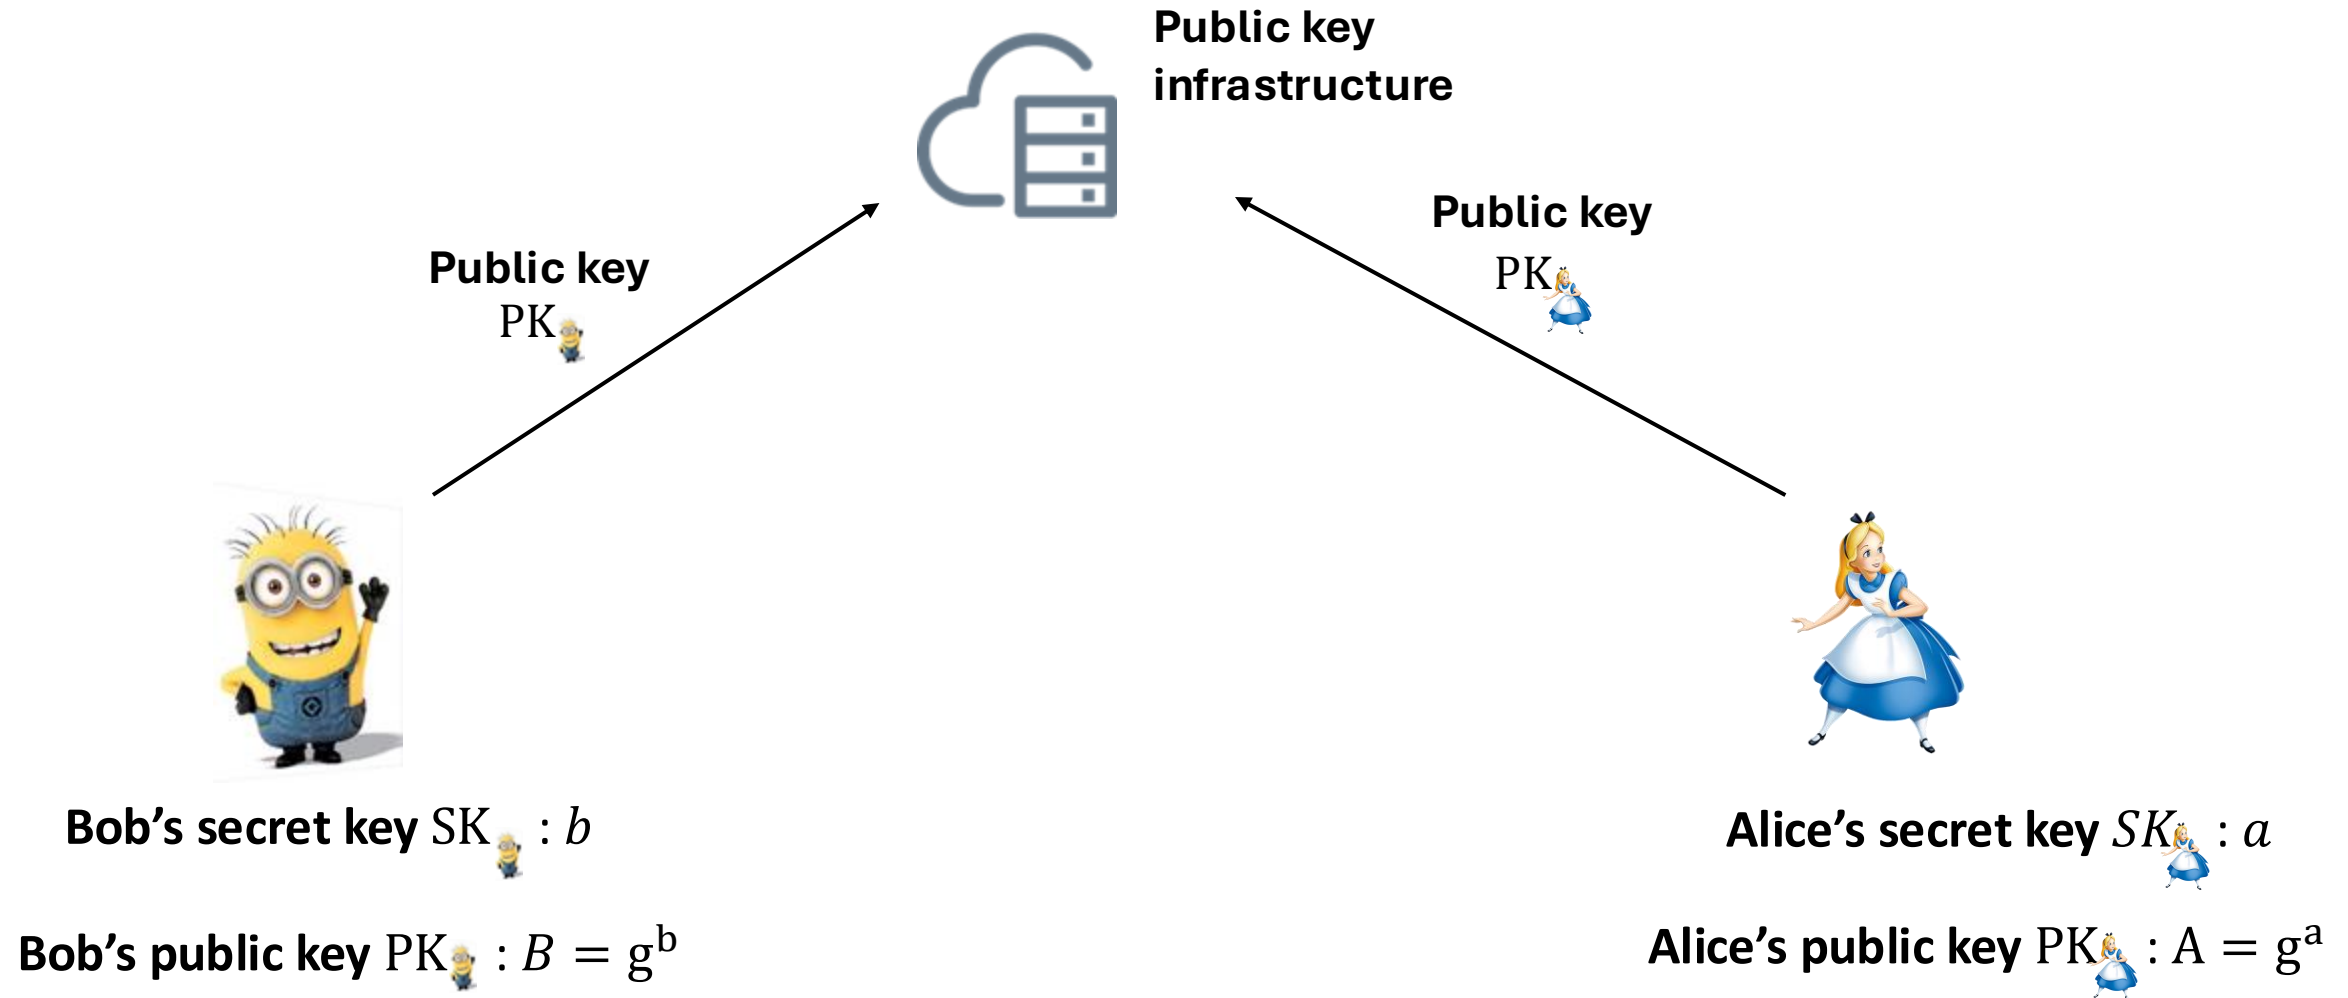 Public key
infrastructure
Public key
PK
Public key
PK
Bob’s secret key SK : b
Alice’s secret key SK : a
Bob’s public key PK : B = g^b
Alice’s public key PK : A = g^a